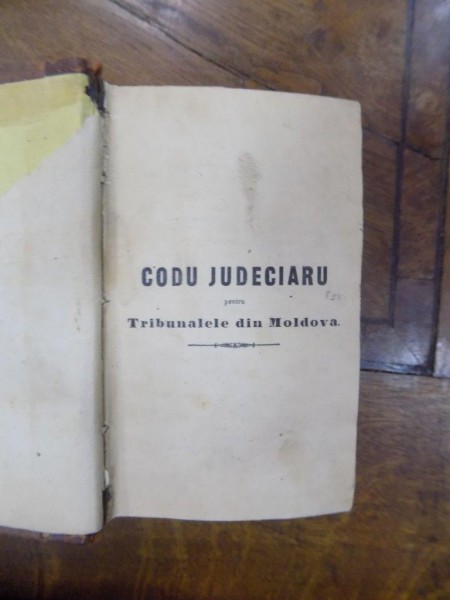 CODU JUDECIARU
pentru
Tribunalele din Moldova.